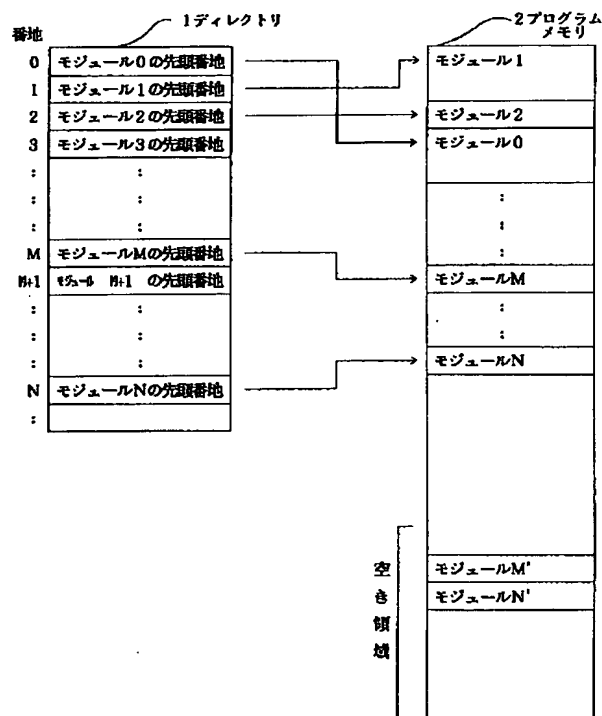 1ディレクトリ
番地
0 モジュール0の先頭番地
1 モジュール1の先頭番地
2 モジュール2の先頭番地
3 モジュール3の先頭番地
: :
: :
: :
M モジュールMの先頭番地
M+1 モジュール M+1 の先頭番地
: :
: :
: :
N モジュールNの先頭番地
:
2プログラム
メモリ
モジュール1
モジュール2
モジュール0
:
:
:
モジュールM
:
:
モジュールN
空き領域
モジュールM'
モジュールN'